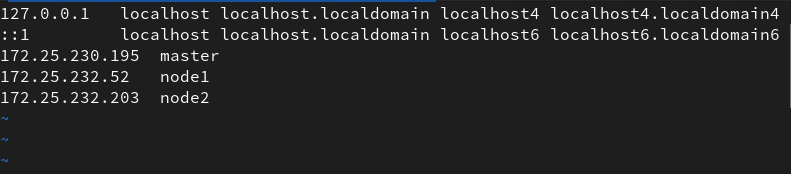 127.0.0.1   localhost localhost.localdomain localhost4 localhost4.localdomain4
::1         localhost localhost.localdomain localhost6 localhost6.localdomain6
172.25.230.195  master
172.25.232.52   node1
172.25.232.203  node2
~
~
~